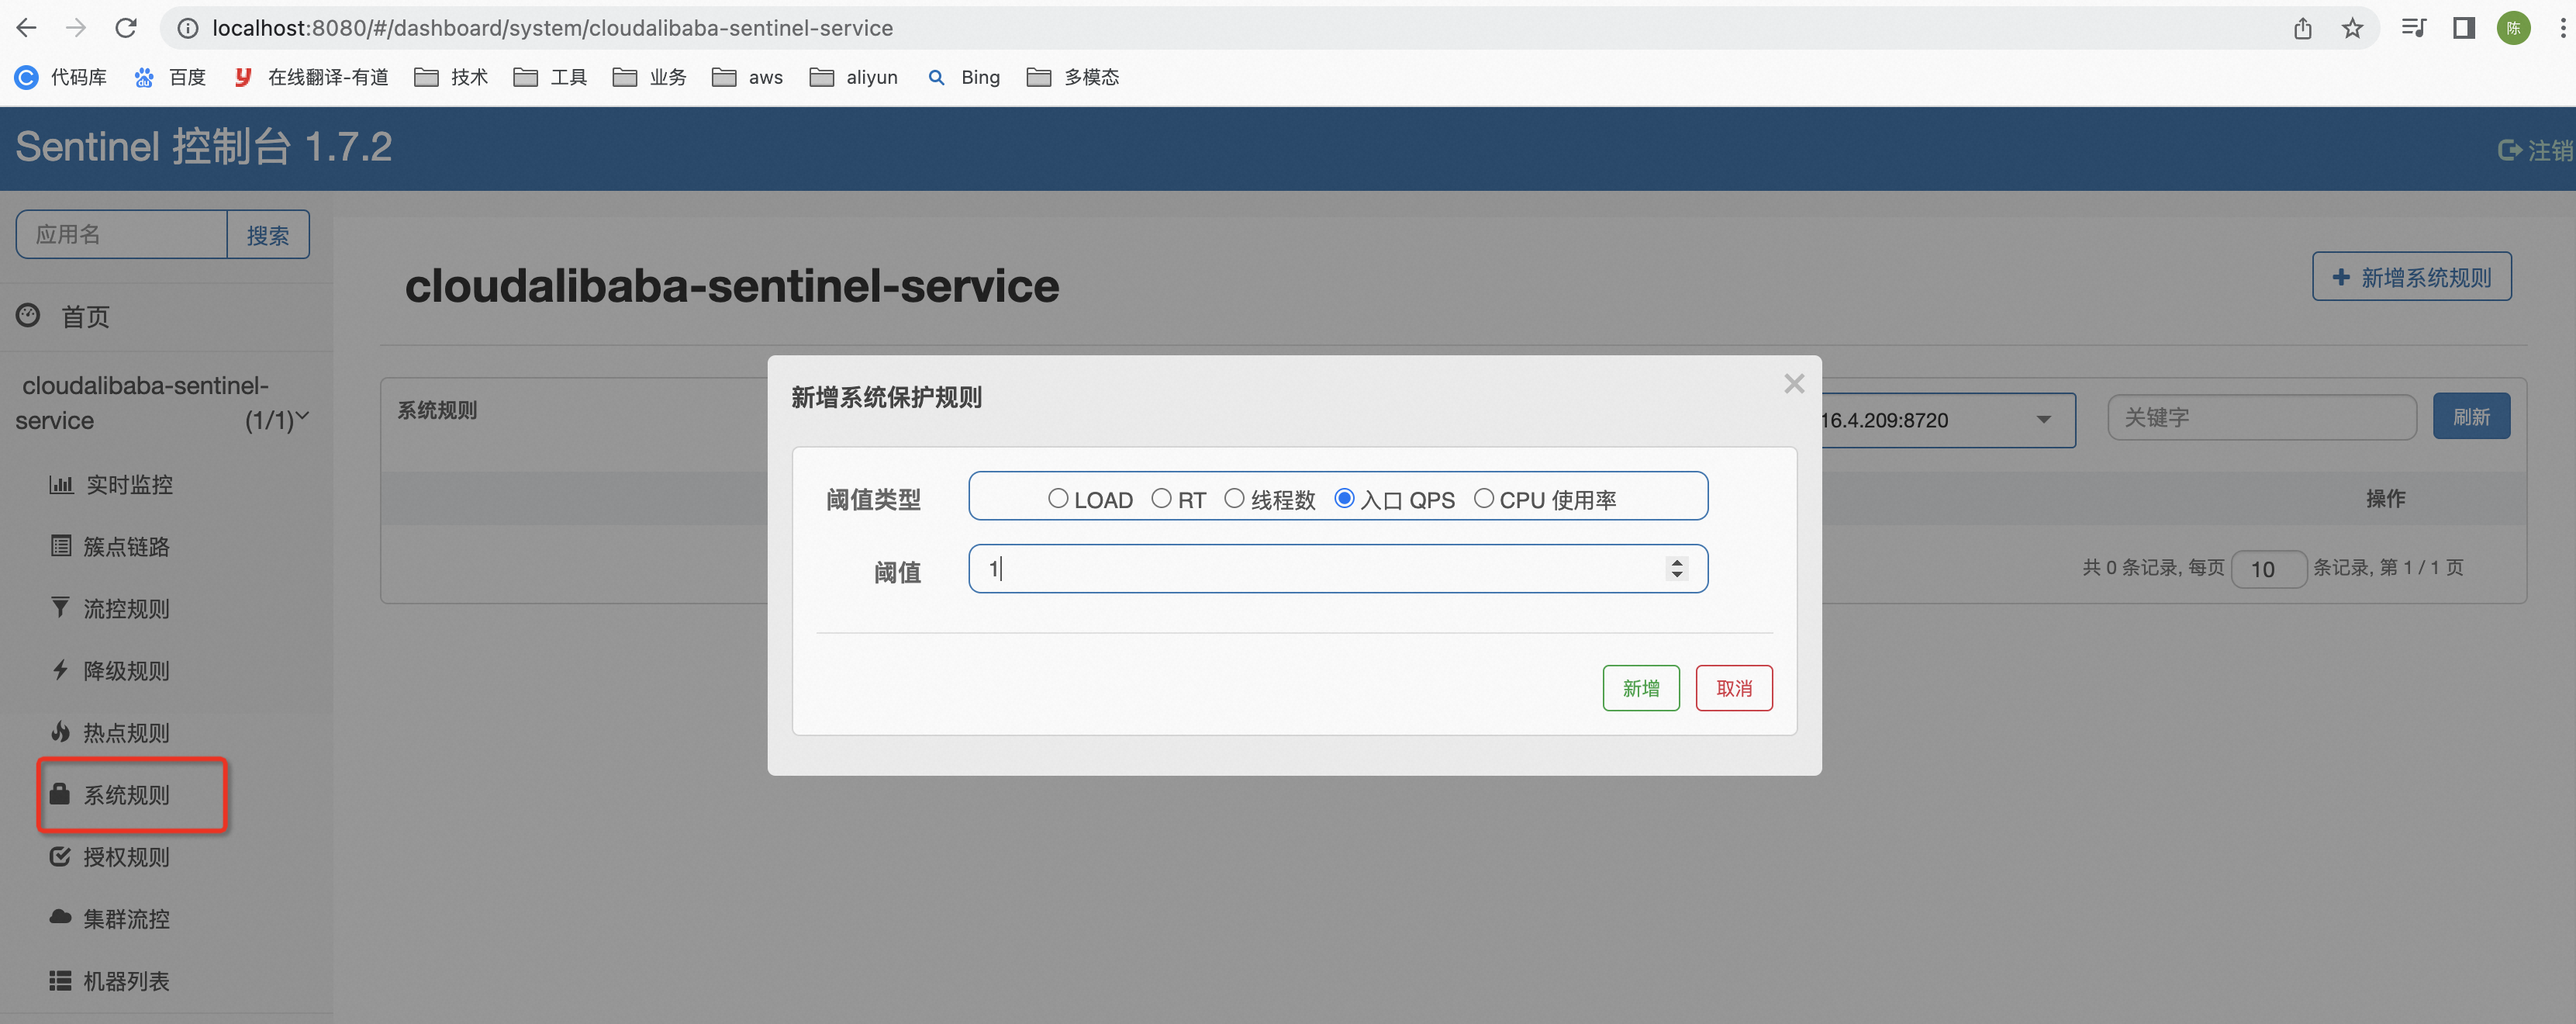 localhost:8080/#/dashboard/system/cloudalibaba-sentinel-service
陈
代码库 百度 在线翻译-有道 技术 工具 业务 aws aliyun Bing 多模态
Sentinel 控制台 1.7.2
注销
应用名 搜索
首页
cloudalibaba-sentinel-
service (1/1)
实时监控
簇点链路
流控规则
降级规则
热点规则
系统规则
授权规则
集群流控
机器列表
cloudalibaba-sentinel-service
新增系统规则
系统规则
16.4.209:8720 关键字 刷新
操作
共 0 条记录, 每页 10 条记录, 第 1 / 1 页
新增系统保护规则
阈值类型 LOAD RT 线程数 入口 QPS CPU 使用率
阈值 1
新增 取消